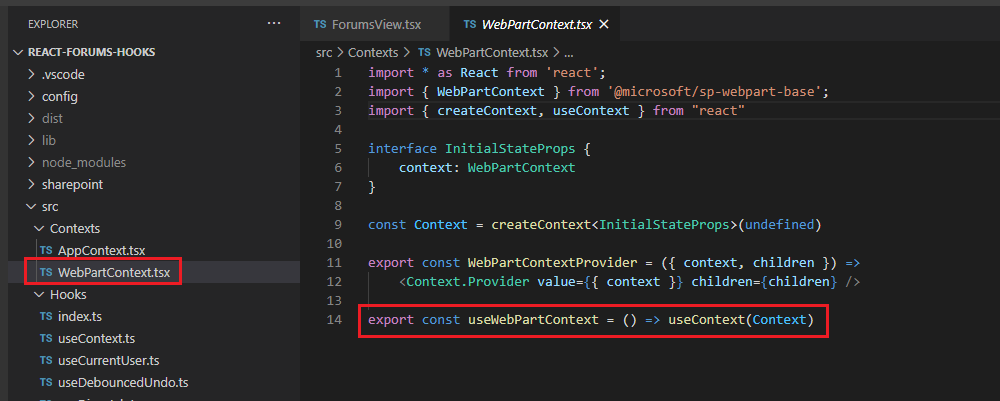 EXPLORER
···
REACT-FORUMS-HOOKS
.vscode
config
dist
lib
node_modules
sharepoint
src
Contexts
TS AppContext.tsx
TS WebPartContext.tsx
Hooks
TS index.ts
TS useContext.ts
TS useCurrentUser.ts
TS useDebouncedUndo.ts
TS ForumsView.tsx
TS WebPartContext.tsx ×
src > Contexts > TS WebPartContext.tsx > ...
1 import * as React from 'react';
2 import { WebPartContext } from '@microsoft/sp-webpart-base';
3 import { createContext, useContext } from "react"
4
5 interface InitialStateProps {
6     context: WebPartContext
7 }
8
9 const Context = createContext<InitialStateProps>(undefined)
10
11 export const WebPartContextProvider = ({ context, children }) =>
12     <Context.Provider value={{ context }} children={children} />
13
14 export const useWebPartContext = () => useContext(Context)